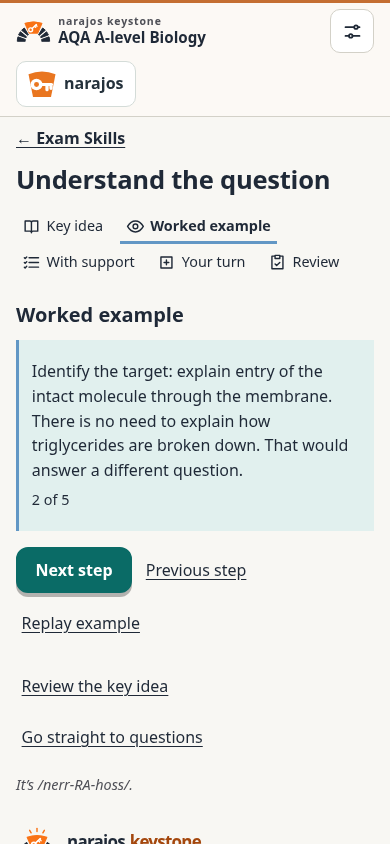 narajos keystone
AQA A-level Biology
narajos
← Exam Skills
Understand the question
Key idea
Worked example
With support
Your turn
Review
Worked example
Identify the target: explain entry of the
intact molecule through the membrane.
There is no need to explain how
triglycerides are broken down. That would
answer a different question.
2 of 5
Next step
Previous step
Replay example
Review the key idea
Go straight to questions
It’s /nerr-RA-hoss/.
narajos keystone